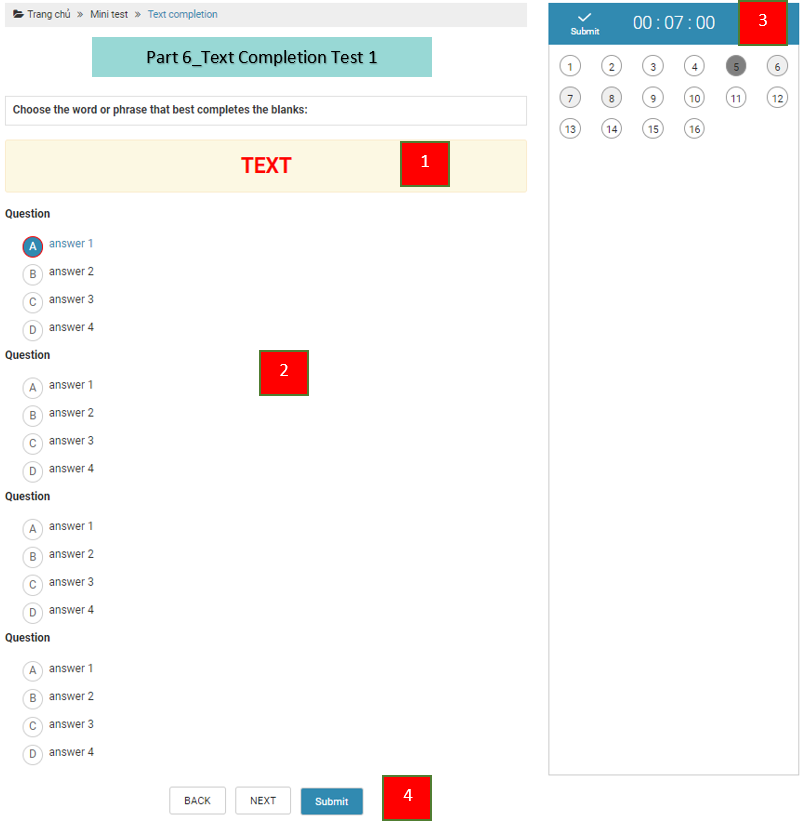 Trang chủ » Mini test » Text completion
Part 6_Text Completion Test 1
Choose the word or phrase that best completes the blanks:
TEXT
1
Question
A answer 1
B answer 2
C answer 3
D answer 4
Question
2
A answer 1
B answer 2
C answer 3
D answer 4
Question
A answer 1
B answer 2
C answer 3
D answer 4
Question
A answer 1
B answer 2
C answer 3
D answer 4
BACK NEXT Submit
4
Submit
00 : 07 : 00
3
1 2 3 4 5 6
7 8 9 10 11 12
13 14 15 16